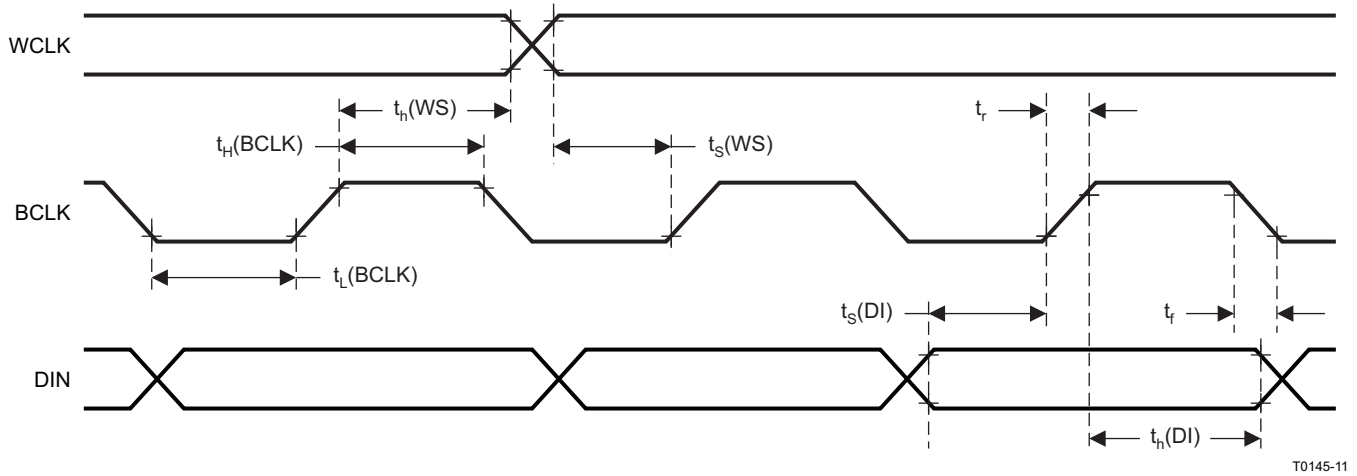 WCLK
t_h(WS)
t_r
t_H(BCLK)
t_S(WS)
BCLK
t_L(BCLK)
t_S(DI)
t_f
DIN
t_h(DI)
T0145-11